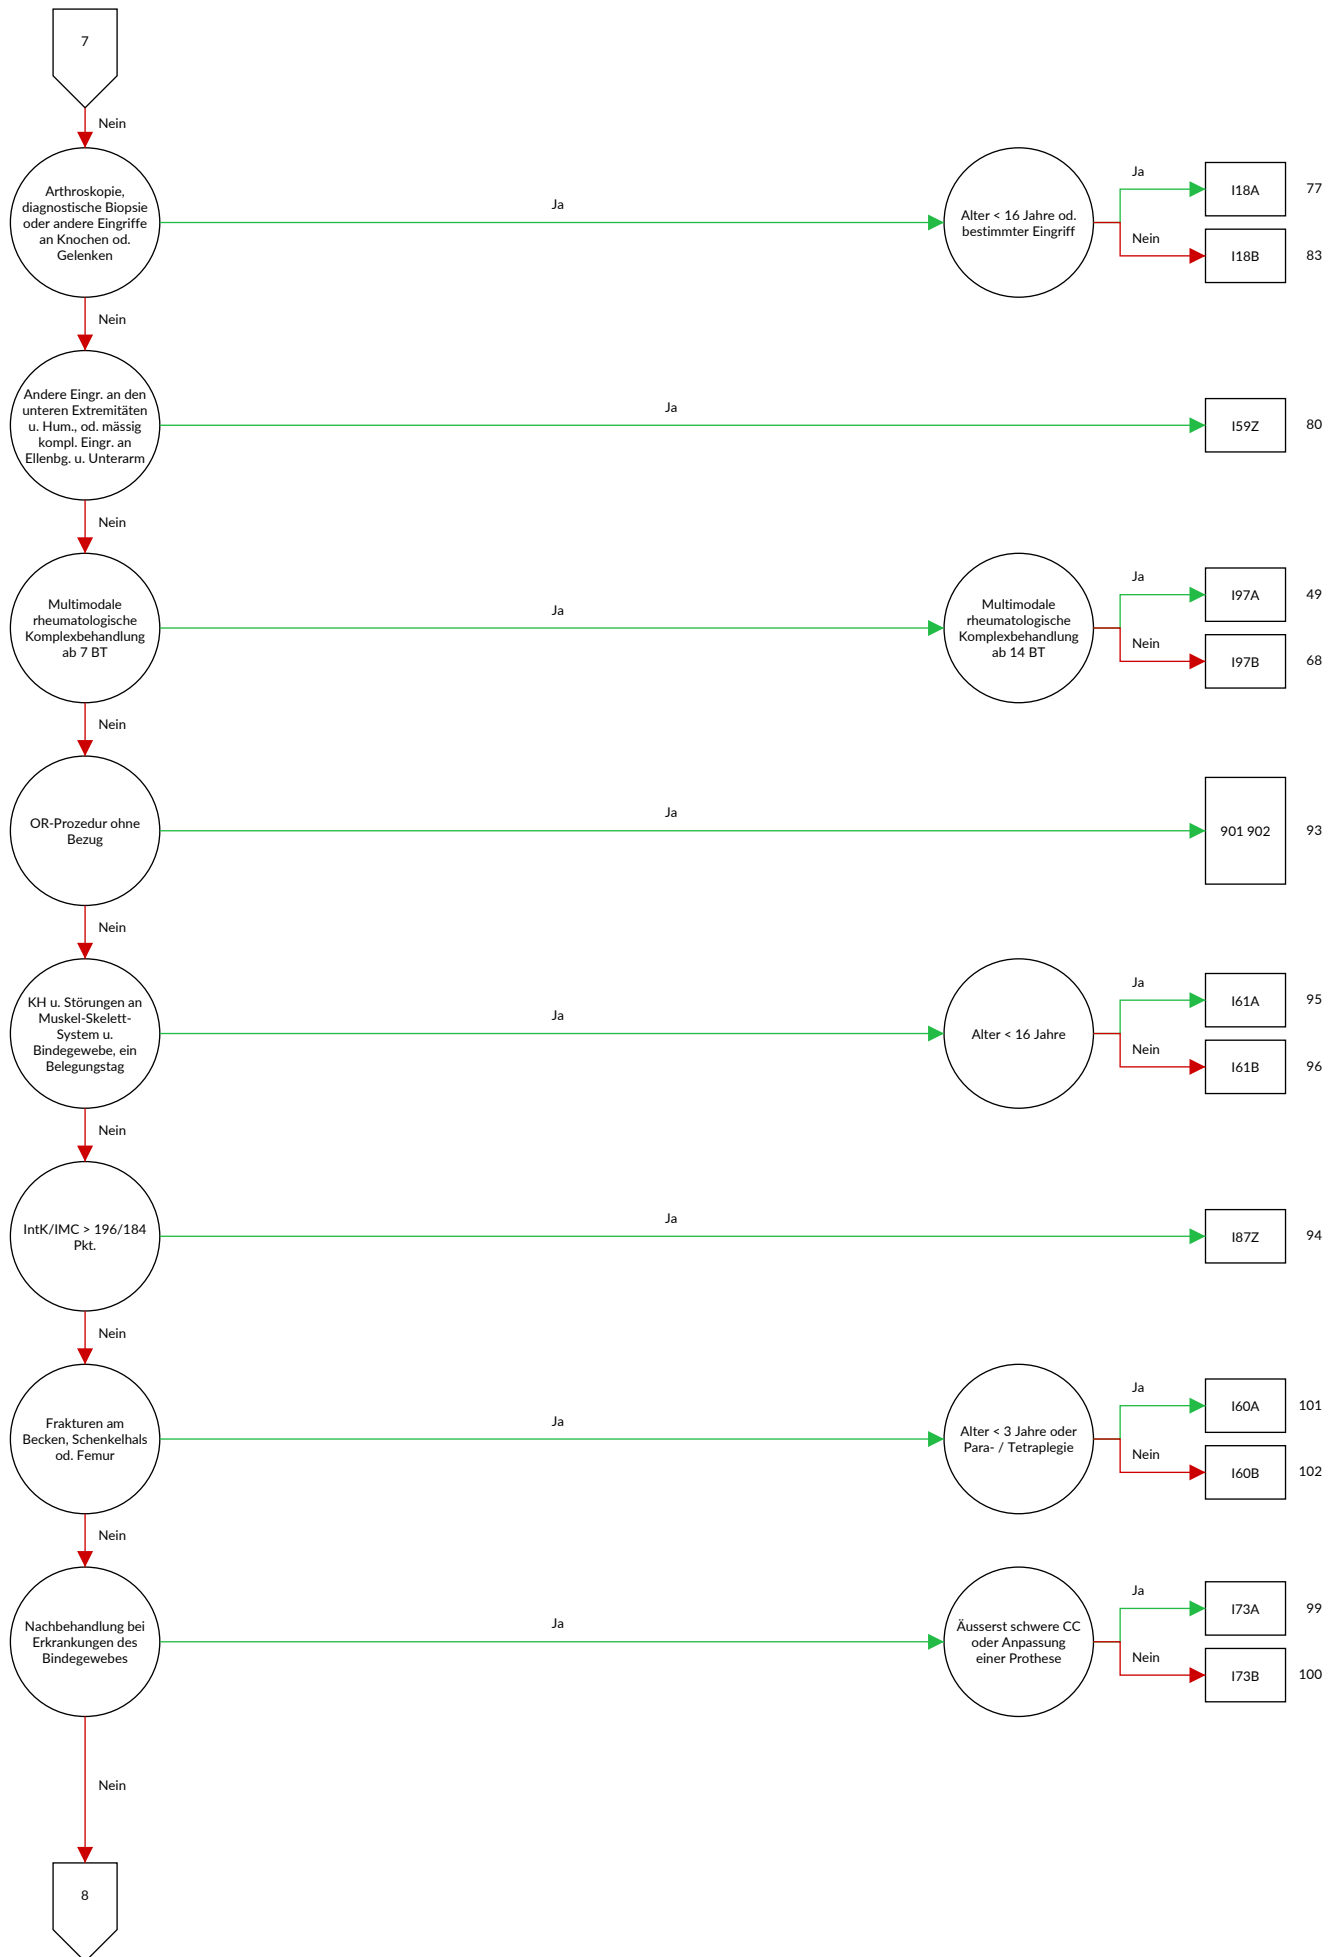 7
Nein
Arthroskopie,
diagnostische Biopsie
oder andere Eingriffe
an Knochen od.
Gelenken
Ja
Alter < 16 Jahre od.
bestimmter Eingriff
Ja
I18A
77
Nein
I18B
83
Nein
Andere Eingr. an den
unteren Extremitäten
u. Hum., od. mässig
kompl. Eingr. an
Ellenbg. u. Unterarm
Ja
I59Z
80
Nein
Multimodale
rheumatologische
Komplexbehandlung
ab 7 BT
Ja
Multimodale
rheumatologische
Komplexbehandlung
ab 14 BT
Ja
I97A
49
Nein
I97B
68
Nein
OR-Prozedur ohne
Bezug
Ja
901 902
93
Nein
KH u. Störungen an
Muskel-Skelett-
System u.
Bindegewebe, ein
Belegungstag
Ja
Alter < 16 Jahre
Ja
I61A
95
Nein
I61B
96
Nein
IntK/IMC > 196/184
Pkt.
Ja
I87Z
94
Nein
Frakturen am
Becken, Schenkelhals
od. Femur
Ja
Alter < 3 Jahre oder
Para- / Tetraplegie
Ja
I60A
101
Nein
I60B
102
Nein
Nachbehandlung bei
Erkrankungen des
Bindegewebes
Ja
Äusserst schwere CC
oder Anpassung
einer Prothese
Ja
I73A
99
Nein
I73B
100
Nein
8